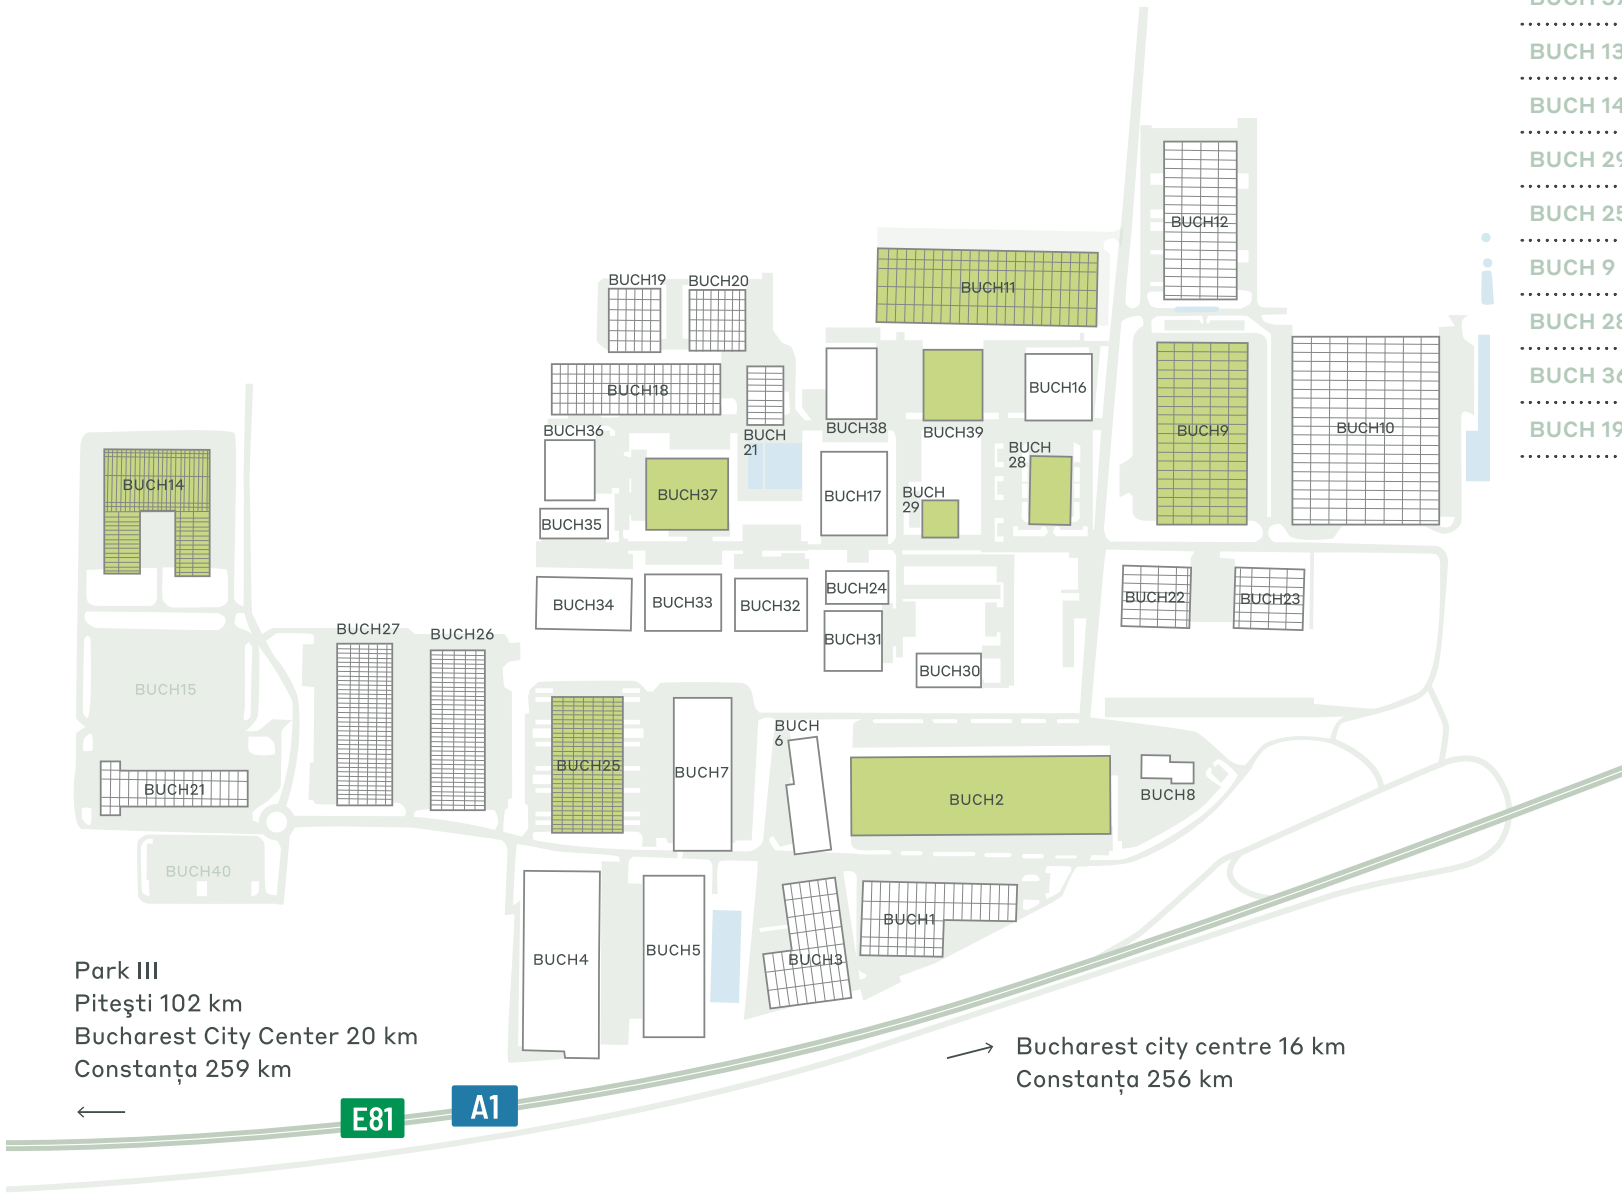 BUCH 13
BUCH 14
BUCH 29
BUCH 25
BUCH 9
BUCH 28
BUCH 36
BUCH 19
BUCH12
BUCH19
BUCH20
BUCH11
BUCH18
BUCH16
BUCH36
BUCH
21
BUCH38
BUCH39
BUCH
28
BUCH9
BUCH10
BUCH14
BUCH37
BUCH17
BUCH
29
BUCH35
BUCH34
BUCH33
BUCH32
BUCH24
BUCH31
BUCH22
BUCH23
BUCH27
BUCH26
BUCH30
BUCH15
BUCH
6
BUCH25
BUCH7
BUCH2
BUCH8
BUCH21
BUCH40
BUCH4
BUCH5
BUCH3
BUCH1
Park III
Pitești 102 km
Bucharest City Center 20 km
Constanța 259 km
Bucharest city centre 16 km
Constanța 256 km
E81
A1